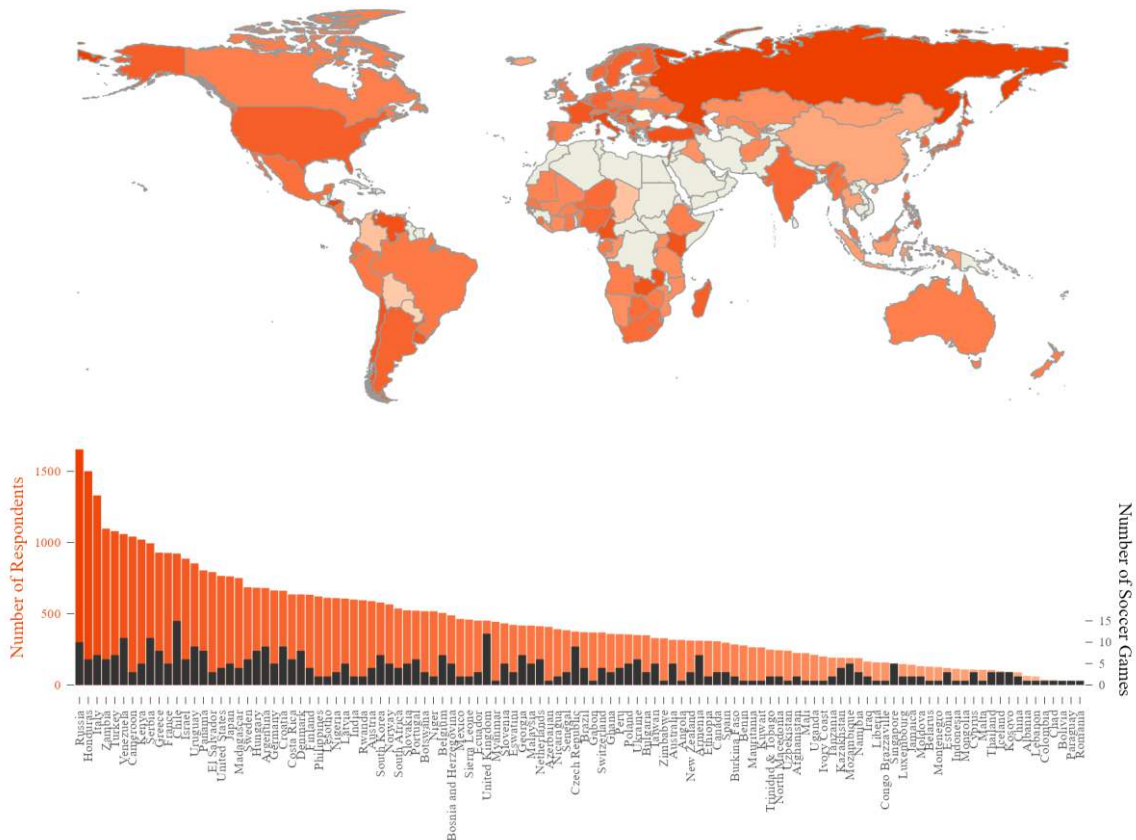 Number of Respondents
1500
1000
500
0
Number of Soccer Games
15
10
5
0
Russia
Honduras
Italy
Zambia
Turkey
Venezuela
Cameroon
Kenya
Serbia
Greece
France
Chile
Israel
Uruguay
Panama
El Salvador
United States
Japan
Madagascar
Sweden
Hungary
Argentina
Germany
Croatia
Costa Rica
Denmark
Finland
Philippines
Lesotho
Nigeria
Latvia
India
Rwanda
Austria
South Korea
Norway
South Africa
Slovakia
Portugal
Botswana
Niger
Belgium
Bosnia and Herzovina
Mexico
Sierra Leone
Ecuador
United Kingdom
Myanmar
Slovenia
Eswatini
Georgia
Malaysia
Netherlands
Azerbaijan
Nicaragua
Senegal
Czech Republic
Brazil
Gabon
Switzerland
Ghana
Peru
Poland
Ukraine
Bulgaria
Taiwan
Zimbabwe
Australia
Angola
New Zealand
Armenia
Ethiopia
Canada
Spain
Burkina Faso
Benin
Mauritania
Kuwait
Trinidad & Tobago
North Macedonia
Uzbekistan
Afghanistan
Mali
Uganda
Ivory Coast
Tanzania
Kazakhstan
Mozambique
Namibia
Iraq
Liberia
Congo Brazzaville
Singapore
Luxembourg
Jamaica
Moldova
Belarus
Montenegro
Estonia
Indonesia
Mongolia
Cyprus
Malta
Thailand
Iceland
Kosovo
China
Albania
Lebanon
Colombia
Chad
Bolivia
Paraguay
Romania